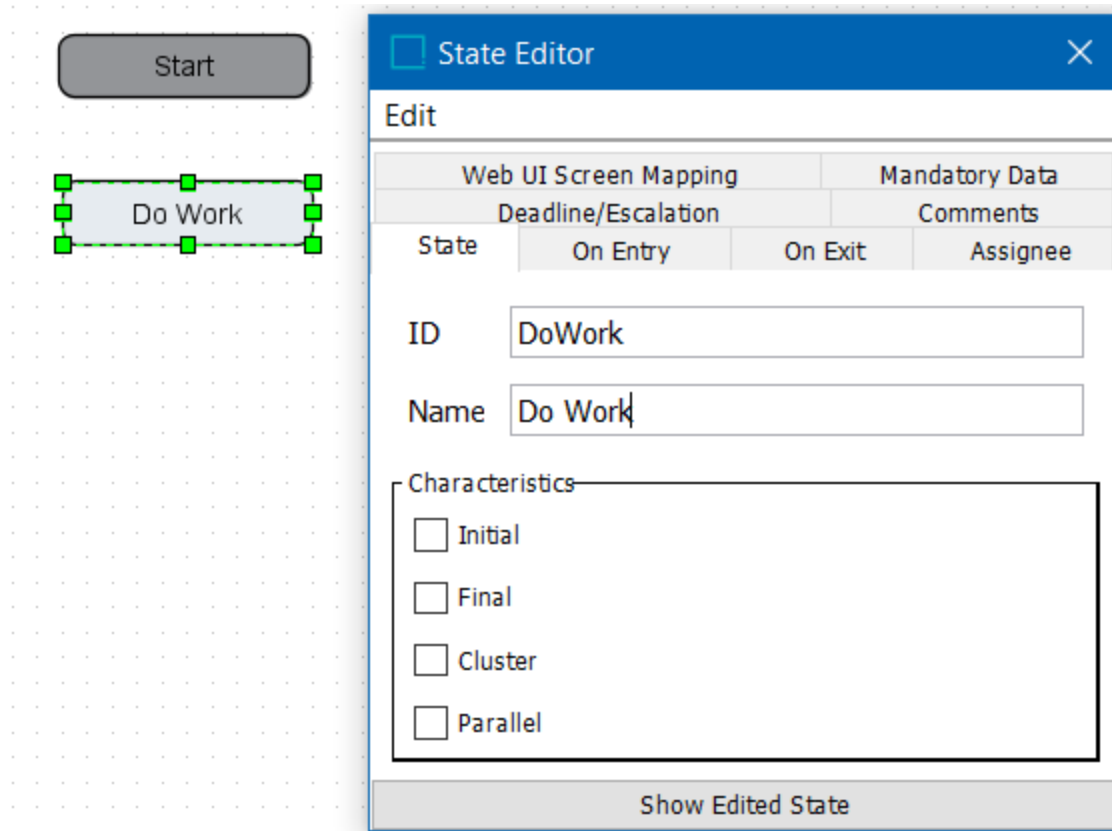 Start
Do Work
State Editor
Edit
Web UI Screen Mapping Mandatory Data
Deadline/Escalation Comments
State On Entry On Exit Assignee
ID DoWork
Name Do Work
Characteristics
Initial
Final
Cluster
Parallel
Show Edited State